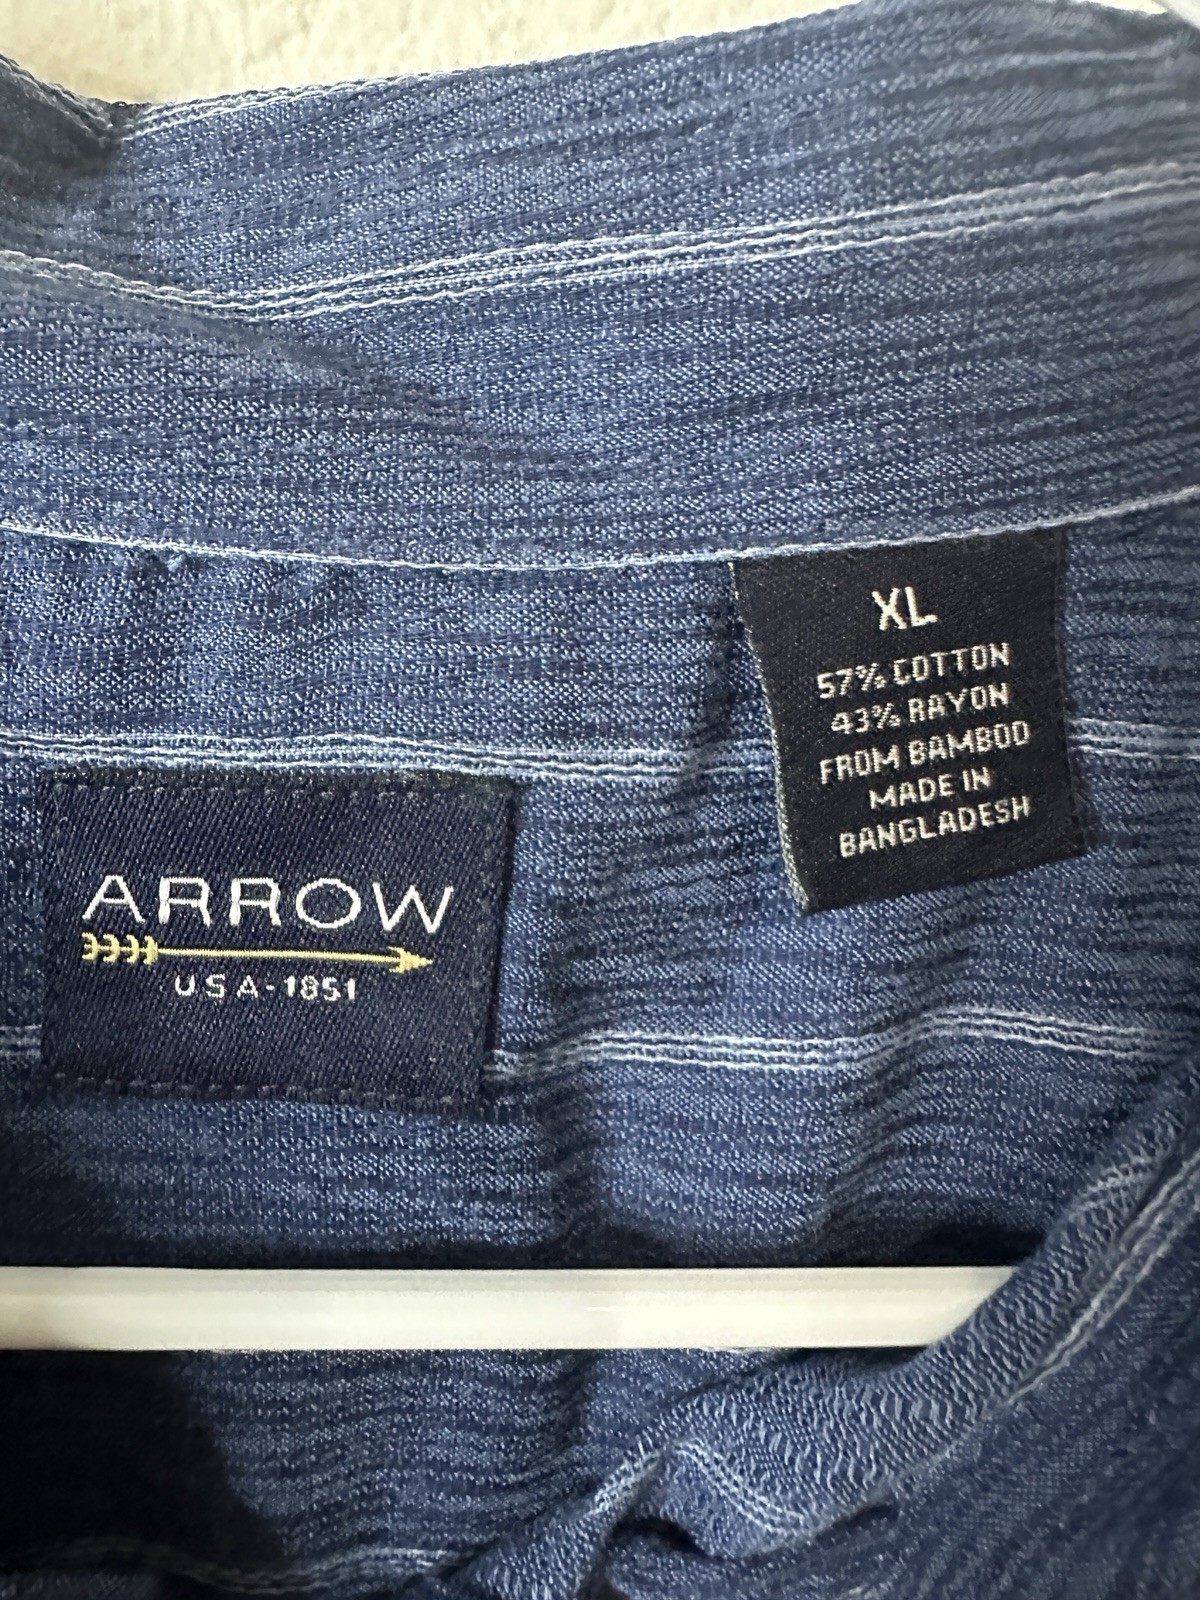 XL
57% COTTON
43% RAYON
FROM BAMBOO
MADE IN
BANGLADESH
ARROW
USA-1851